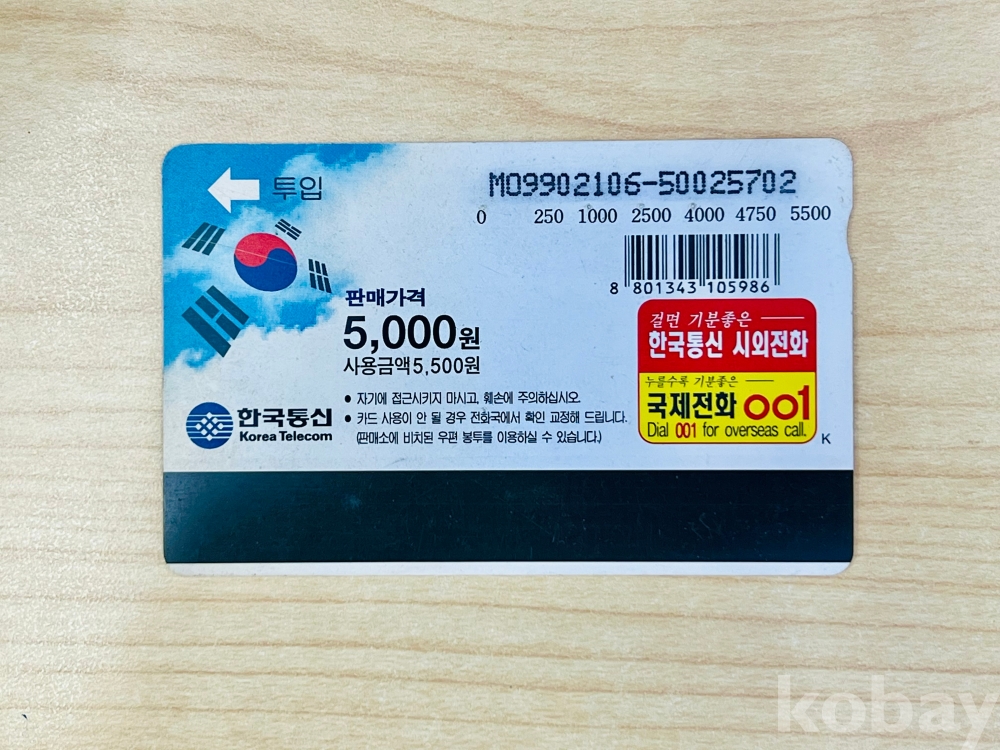 투입
M09902106-50025702
0 250 1000 2500 4000 4750 5500
8 801343 105986
판매가격
5,000원
사용금액5,500원
걸면 기분좋은
한국통신 시외전화
누를수록 기분좋은
국제전화 001
Dial 001 for overseas call.
K
한국통신
Korea Telecom
● 자기에 접근시키지 마시고, 훼손에 주의하십시오.
● 카드 사용이 안 될 경우 전화국에서 확인 교정해 드립니다.
(판매소에 비치된 우편 봉투를 이용하실 수 있습니다.)
kobay